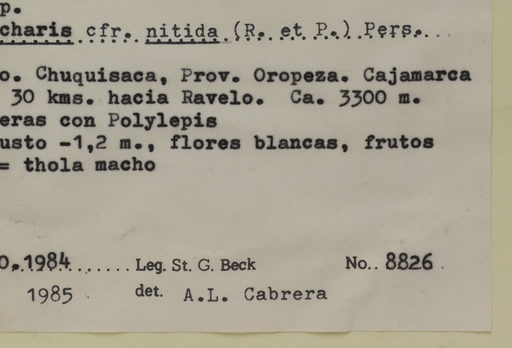 p.
charis cfr. nitida (R. et P.) Pers.
o. Chuquisaca, Prov. Oropeza. Cajamarca
30 kms. hacia Ravelo. Ca. 3300 m.
eras con Polylepis
usto -1,2 m., flores blancas, frutos
= thola macho
O.1984....... Leg. St. G. Beck No.. 8826
1985 det. A.L. Cabrera